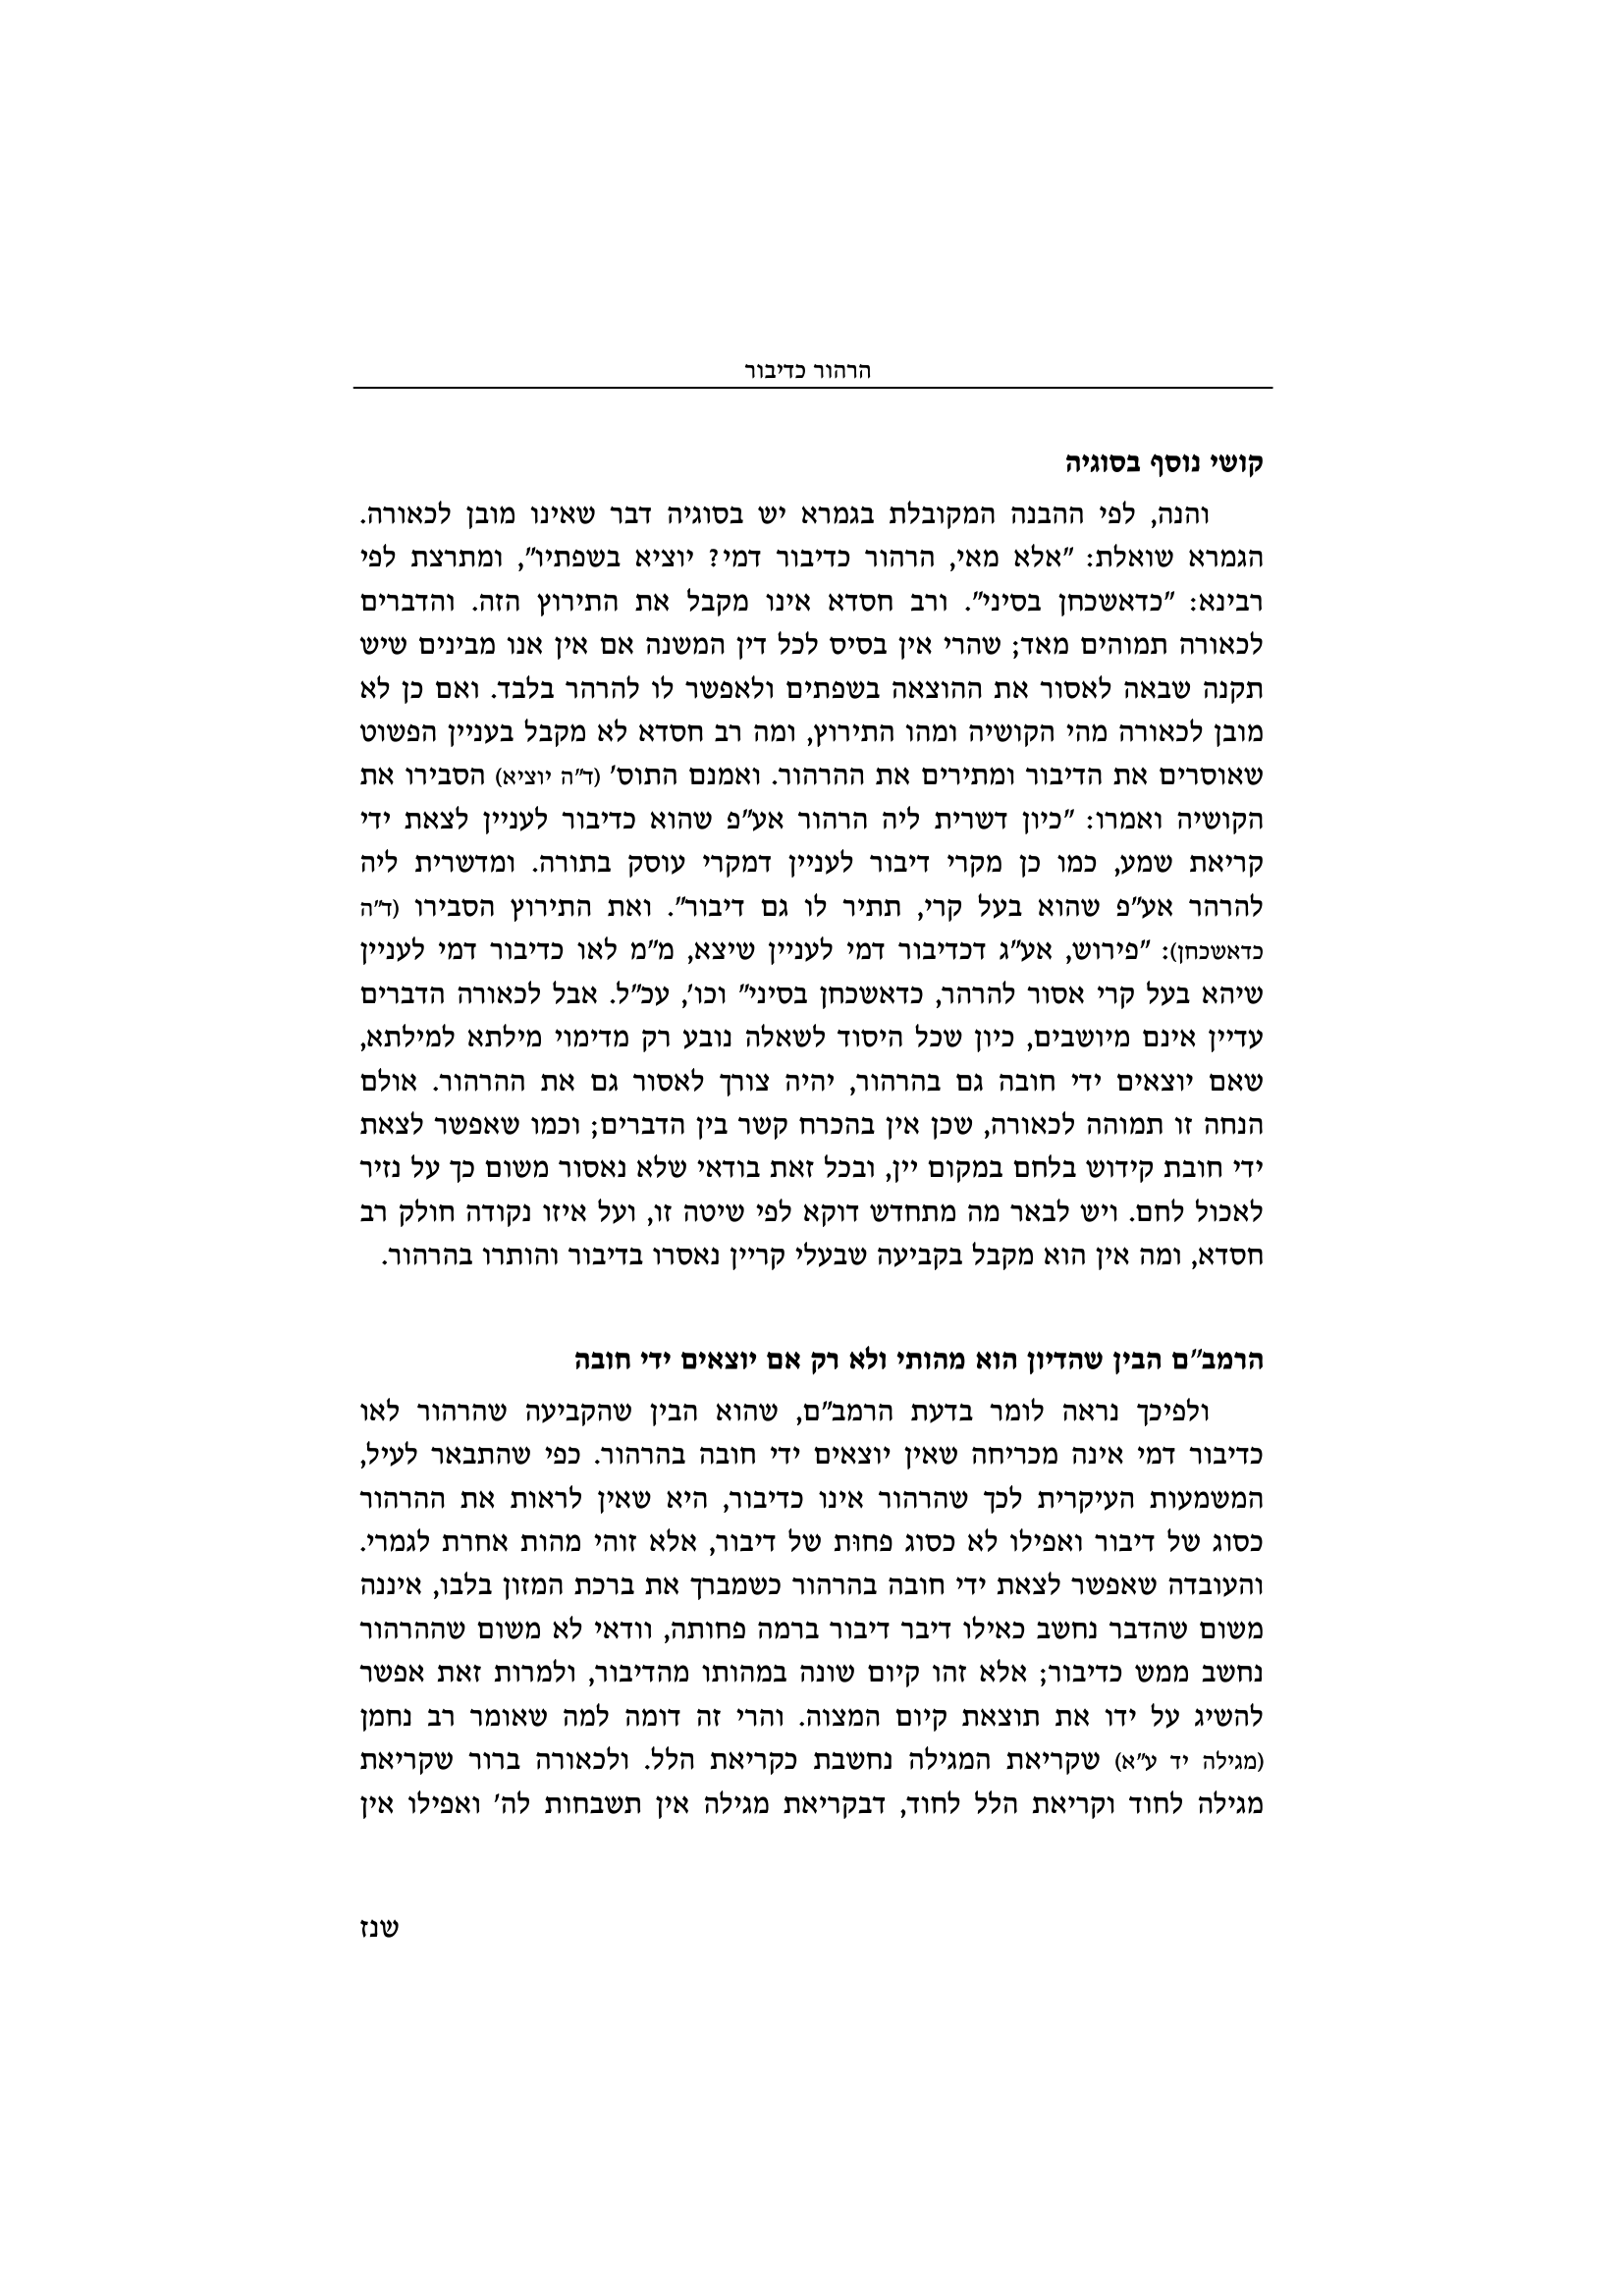 הרהור כדיבור
קושי נוסף בסוגיה
והנה, לפי ההבנה המקובלת בגמרא יש בסוגיה דבר שאינו מובן לכאורה.
הגמרא שואלת: "אלא מאי, הרהור כדיבור דמי? יוציא בשפתיו", ומתרצת לפי
רבינא: "כדאשכחן בסיני". ורב חסדא אינו מקבל את התירוץ הזה. והדברים
לכאורה תמוהים מאד; שהרי אין בסיס לכל דין המשנה אם אין אנו מבינים שיש
תקנה שבאה לאסור את ההוצאה בשפתים ולאפשר לו להרהר בלבד. ואם כן לא
מובן לכאורה מהי הקושיה ומהו התירוץ, ומה רב חסדא לא מקבל בעניין הפשוט
שאוסרים את הדיבור ומתירים את ההרהור. ואמנם התוס' (ד"ה יוציא) הסבירו את
הקושיה ואמרו: "כיון דשרית ליה הרהור אע"פ שהוא כדיבור לעניין לצאת ידי
קריאת שמע, כמו כן מקרי דיבור לעניין דמקרי עוסק בתורה. ומדשרית ליה
להרהר אע"פ שהוא בעל קרי, תתיר לו גם דיבור". ואת התירוץ הסבירו (ד"ה
כדאשכחן): "פירוש, אע"ג דכדיבור דמי לעניין שיצא, מ"מ לאו כדיבור דמי לעניין
שיהא בעל קרי אסור להרהר, כדאשכחן בסיני" וכו', עכ"ל. אבל לכאורה הדברים
עדיין אינם מיושבים, כיון שכל היסוד לשאלה נובע רק מדימוי מילתא למילתא,
שאם יוצאים ידי חובה גם בהרהור, יהיה צורך לאסור גם את ההרהור. אולם
הנחה זו תמוהה לכאורה, שכן אין בהכרח קשר בין הדברים; וכמו שאפשר לצאת
ידי חובת קידוש בלחם במקום יין, ובכל זאת בודאי שלא נאסור משום כך על נזיר
לאכול לחם. ויש לבאר מה מתחדש דוקא לפי שיטה זו, ועל איזו נקודה חולק רב
חסדא, ומה אין הוא מקבל בקביעה שבעלי קריין נאסרו בדיבור והותרו בהרהור.
הרמב"ם הבין שהדיון הוא מהותי ולא רק אם יוצאים ידי חובה
ולפיכך נראה לומר בדעת הרמב"ם, שהוא הבין שהקביעה שהרהור לאו
כדיבור דמי אינה מכריחה שאין יוצאים ידי חובה בהרהור. כפי שהתבאר לעיל,
המשמעות העיקרית לכך שהרהור אינו כדיבור, היא שאין לראות את ההרהור
כסוג של דיבור ואפילו לא כסוג פחוּת של דיבור, אלא זוהי מהות אחרת לגמרי.
והעובדה שאפשר לצאת ידי חובה בהרהור כשמברך את ברכת המזון בלבו, איננה
משום שהדבר נחשב כאילו דיבר דיבור ברמה פחותה, וודאי לא משום שההרהור
נחשב ממש כדיבור; אלא זהו קיום שונה במהותו מהדיבור, ולמרות זאת אפשר
להשיג על ידו את תוצאת קיום המצוה. והרי זה דומה למה שאומר רב נחמן
(מגילה יד ע"א) שקריאת המגילה נחשבת כקריאת הלל. ולכאורה ברור שקריאת
מגילה לחוד וקריאת הלל לחוד, דבקריאת מגילה אין תשבחות לה' ואפילו אין
שנז